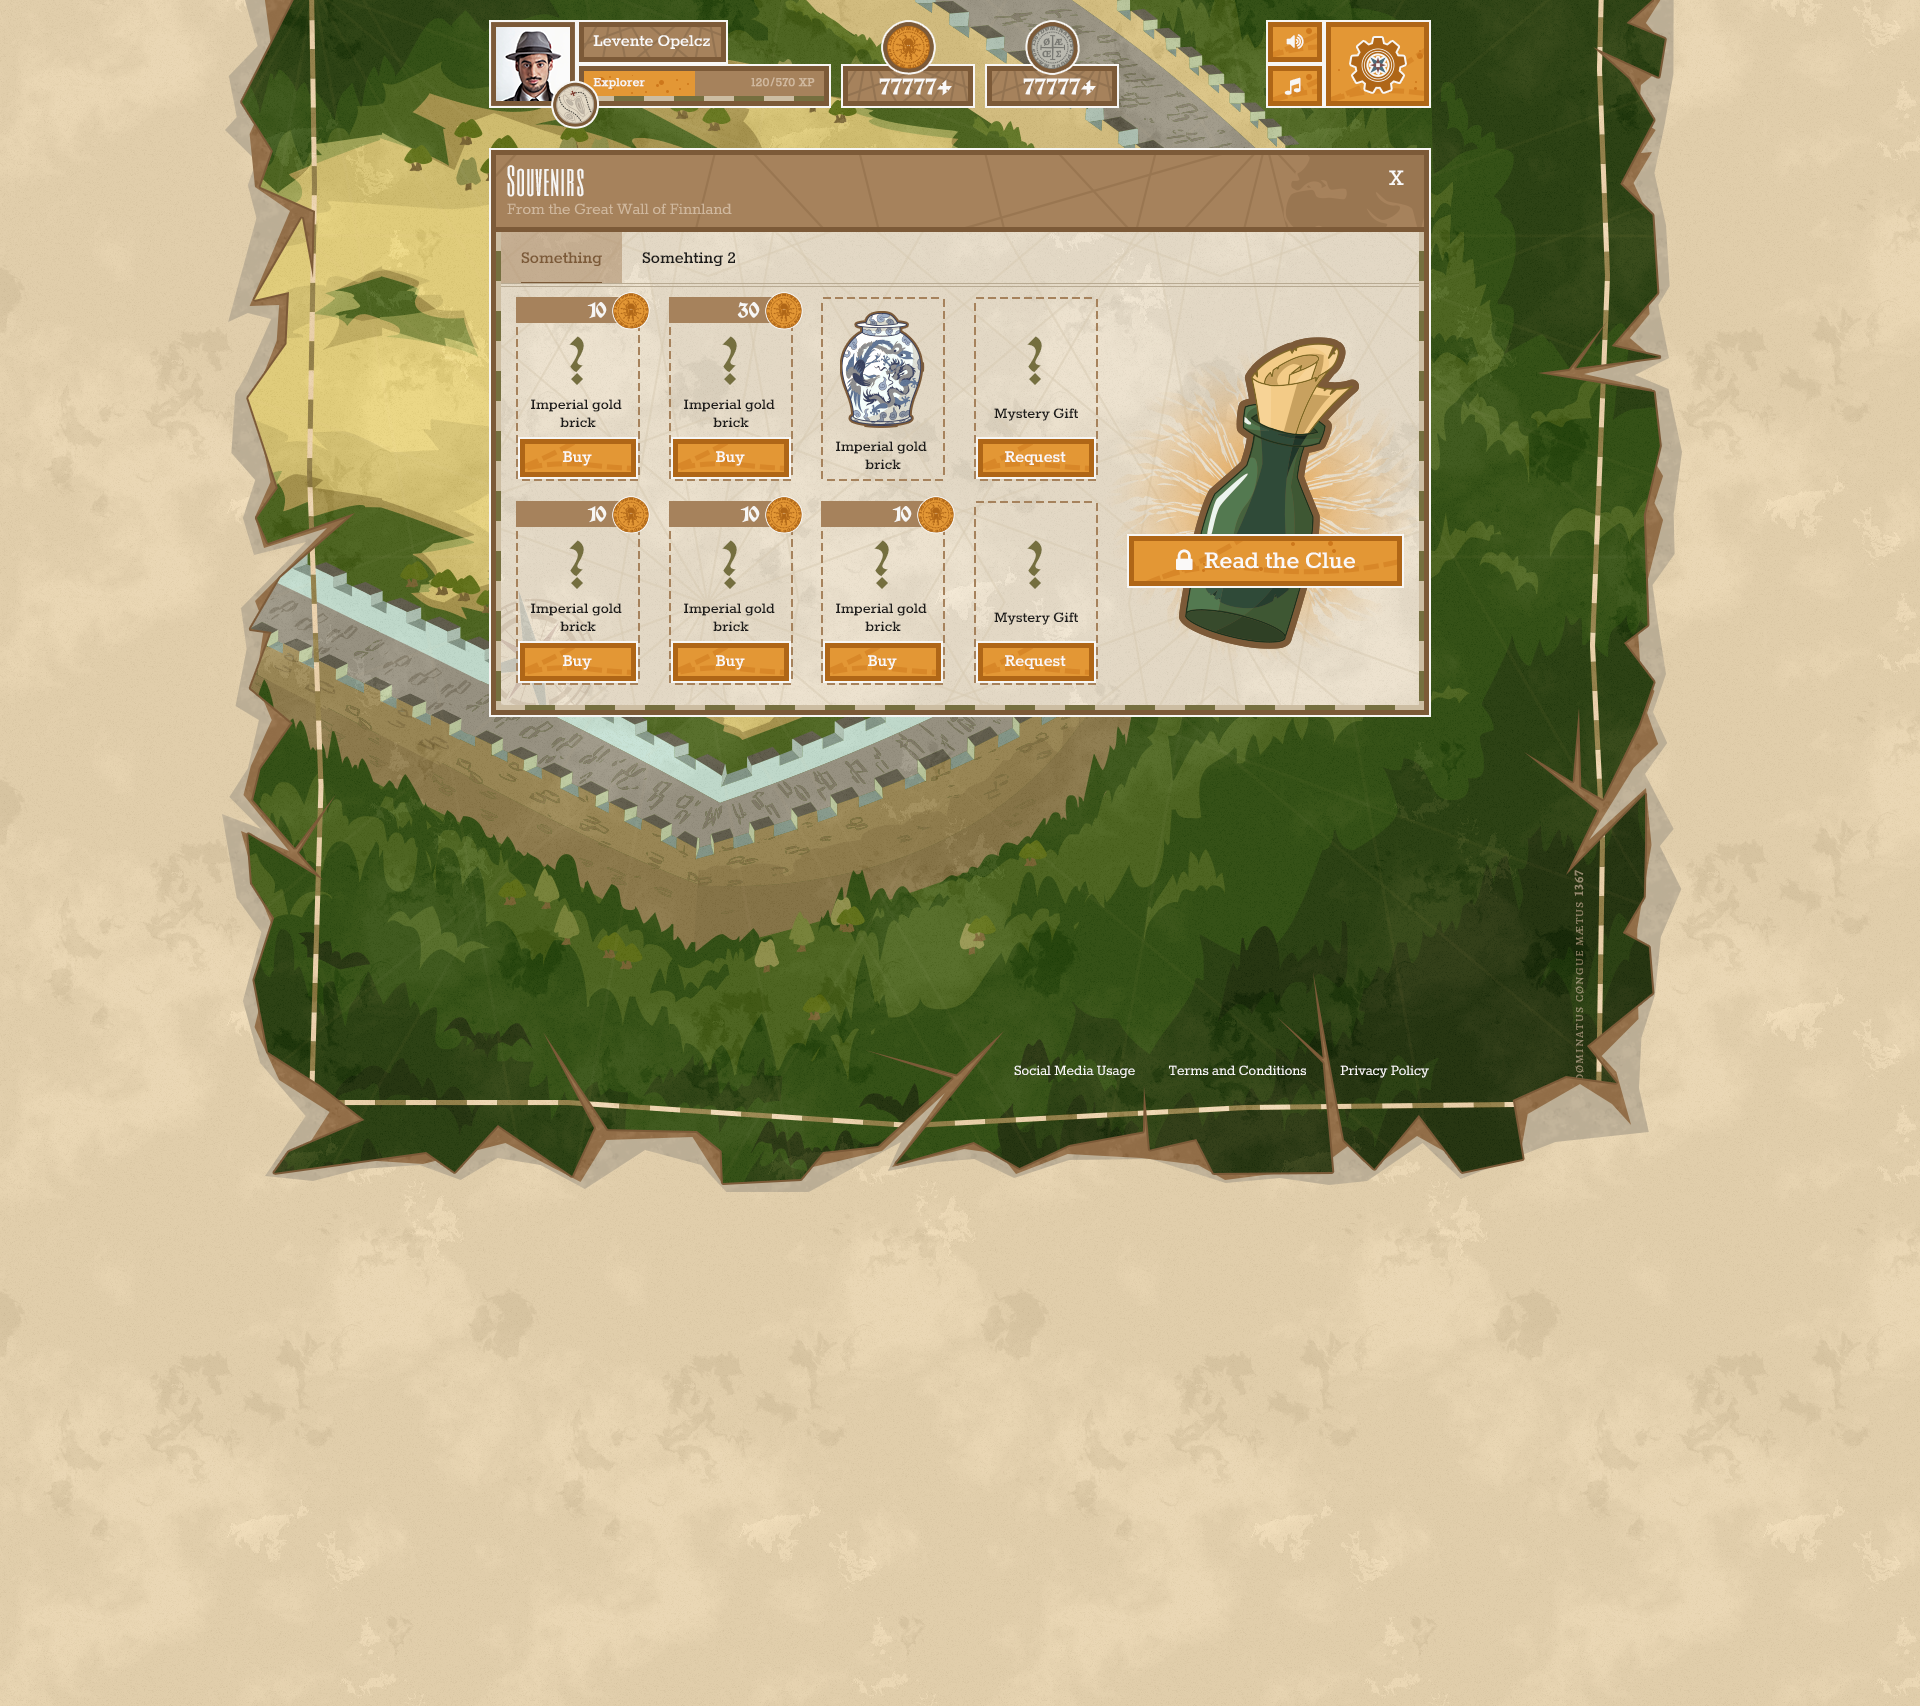 Levente Opelcz
Explorer 120/570 XP
77777+
77777+
Souvenirs
From the Great Wall of Finnland
X
Something
Somehting 2
10
Imperial gold
brick
Buy
30
Imperial gold
brick
Buy
Imperial gold
brick
Mystery Gift
Request
10
Imperial gold
brick
Buy
10
Imperial gold
brick
Buy
10
Imperial gold
brick
Buy
Mystery Gift
Request
Read the Clue
DØMINATUS CØNGUE MÆTUS 1367
Social Media Usage
Terms and Conditions
Privacy Policy